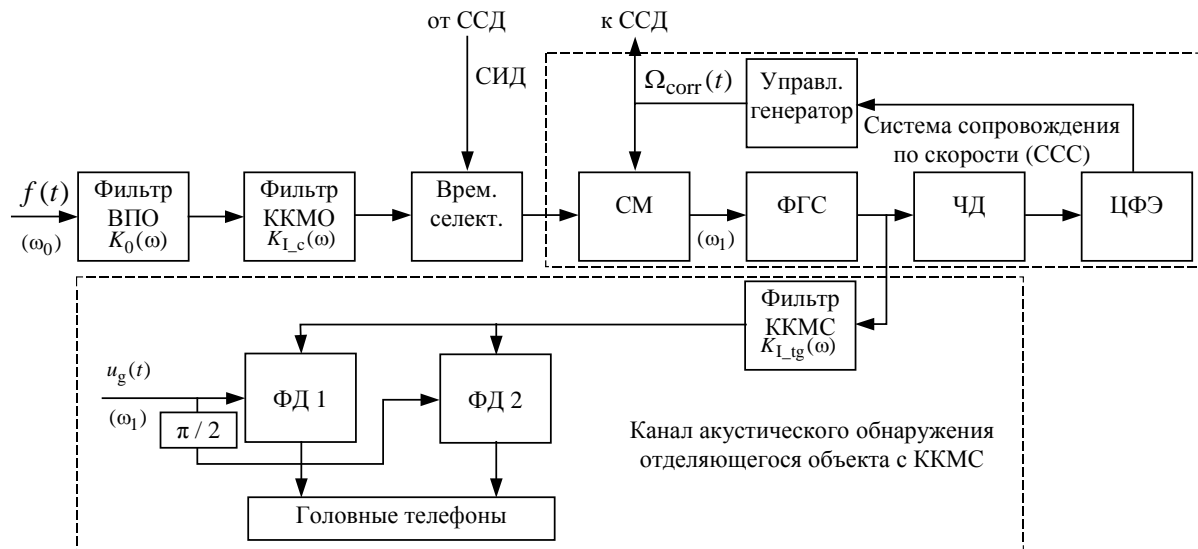 от ССД
к ССД
СИД
Ω_corr(t)
Управл.
генератор
Система сопровождения
по скорости (ССС)
f(t)
(ω₀)
Фильтр
ВПО
K₀(ω)
Фильтр
ККМО
K_I_c(ω)
Врем.
селект.
СМ
(ω₁)
ФГС
ЧД
ЦФЭ
Фильтр
ККМС
K_I_tg(ω)
u_g(t)
(ω₁)
π / 2
ФД 1
ФД 2
Канал акустического обнаружения
отделяющегося объекта с ККМС
Головные телефоны